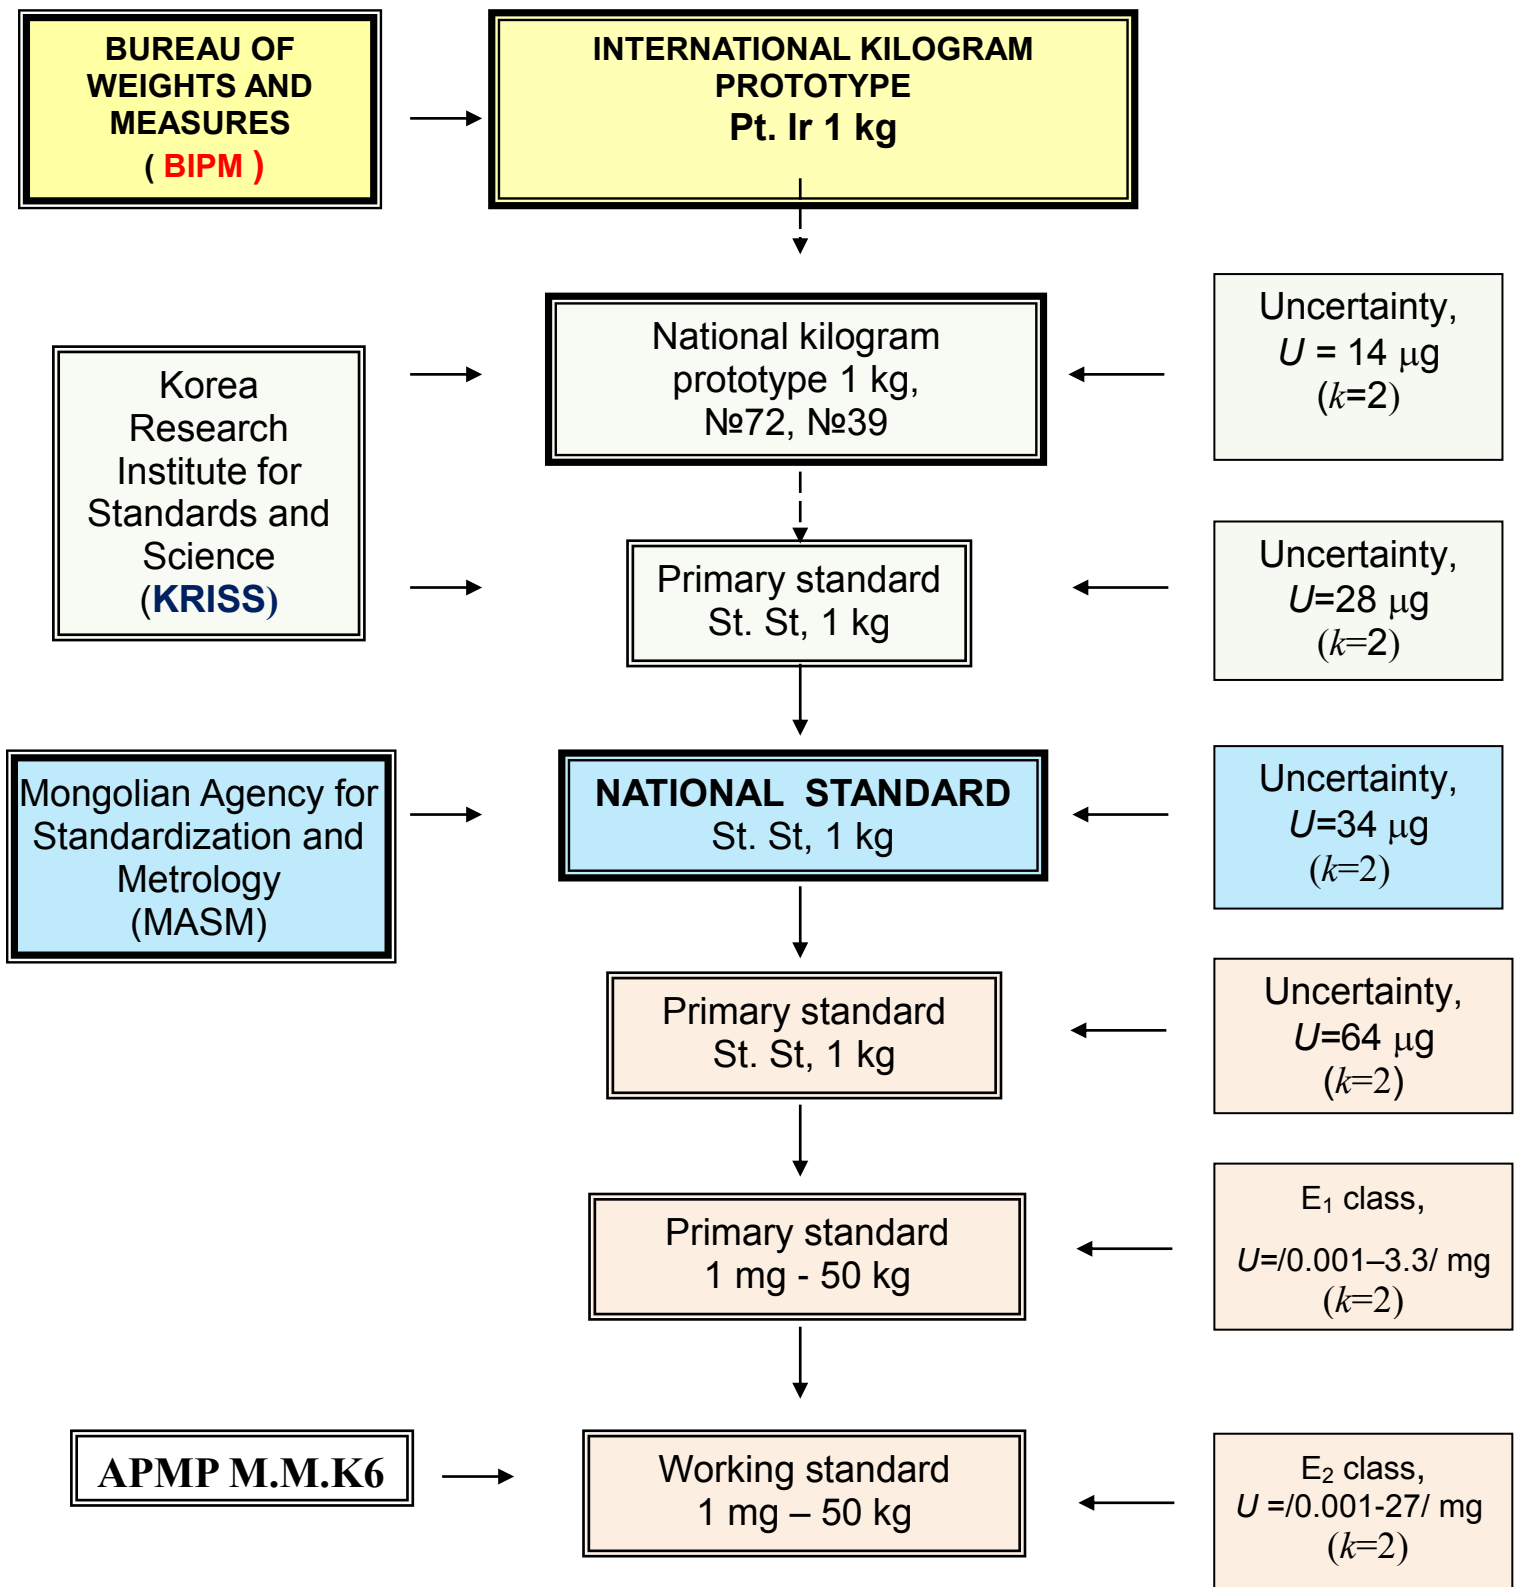 BUREAU OF
WEIGHTS AND
MEASURES
( BIPM )
INTERNATIONAL KILOGRAM
PROTOTYPE
Pt. Ir 1 kg
Korea
Research
Institute for
Standards and
Science
(KRISS)
National kilogram
prototype 1 kg,
№72, №39
Uncertainty,
U = 14 μg
(k=2)
Primary standard
St. St, 1 kg
Uncertainty,
U=28 μg
(k=2)
Mongolian Agency for
Standardization and
Metrology
(MASM)
NATIONAL STANDARD
St. St, 1 kg
Uncertainty,
U=34 μg
(k=2)
Primary standard
St. St, 1 kg
Uncertainty,
U=64 μg
(k=2)
Primary standard
1 mg - 50 kg
E₁ class,
U=/0.001–3.3/ mg
(k=2)
APMP M.M.K6
Working standard
1 mg – 50 kg
E₂ class,
U =/0.001-27/ mg
(k=2)